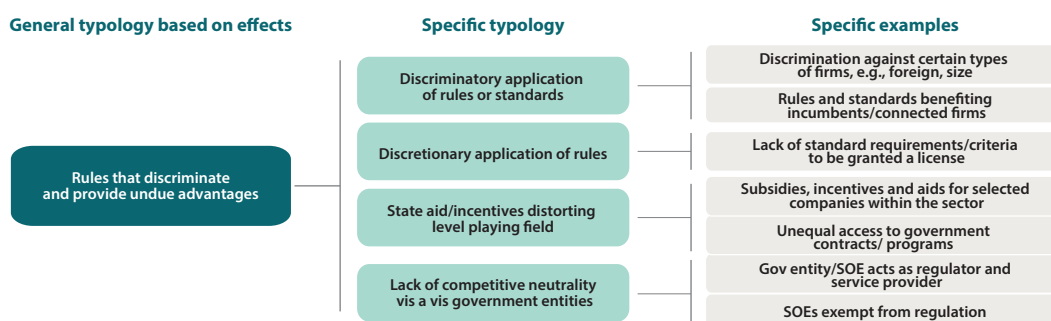 General typology based on effects
Specific typology
Specific examples
Rules that discriminate
and provide undue advantages
Discriminatory application
of rules or standards
Discrimination against certain types
of firms, e.g., foreign, size
Rules and standards benefiting
incumbents/connected firms
Discretionary application of rules
Lack of standard requirements/criteria
to be granted a license
State aid/incentives distorting
level playing field
Subsidies, incentives and aids for selected
companies within the sector
Unequal access to government
contracts/ programs
Lack of competitive neutrality
vis a vis government entities
Gov entity/SOE acts as regulator and
service provider
SOEs exempt from regulation